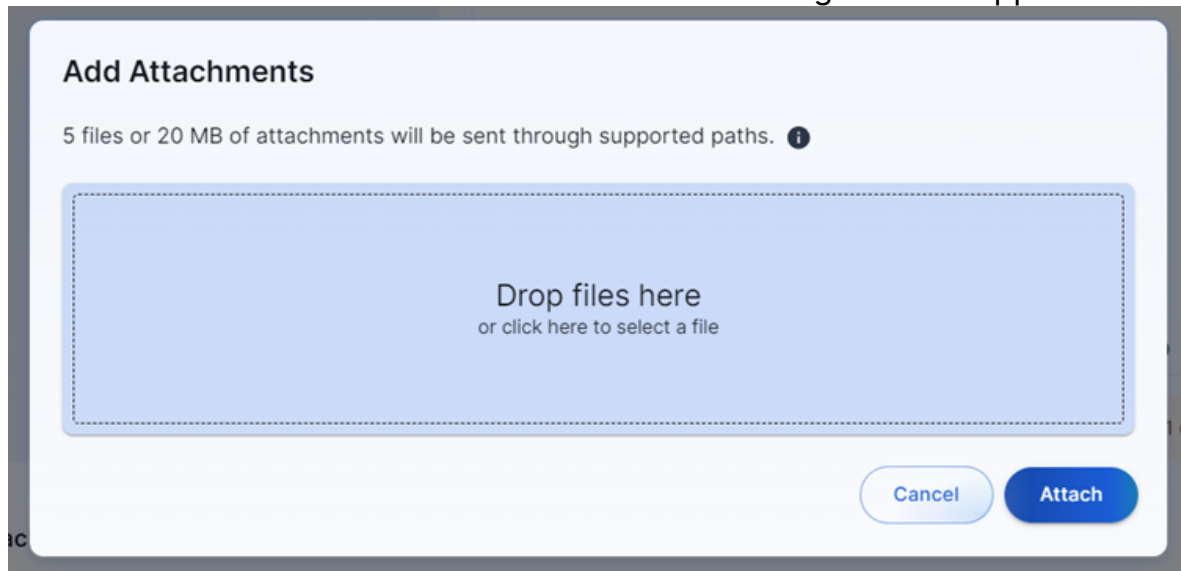 Add Attachments
5 files or 20 MB of attachments will be sent through supported paths.
Drop files here
or click here to select a file
Cancel
Attach